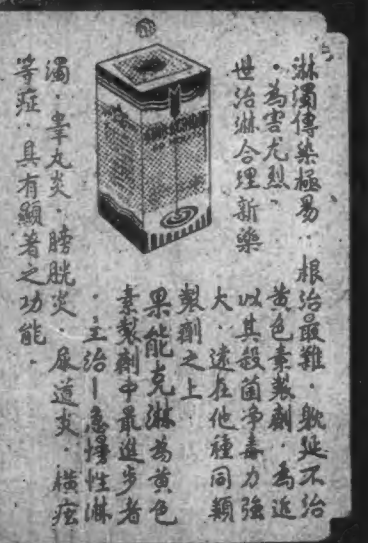 淋濁傳染極易·根治最難·躭延不治
·為害尤烈·黃色素製劑·為近
世治淋合理新藥以其殺菌净毒力強
大·遠在他種同類
製劑之上·
果能克淋為黃色
素製劑中最進步者
·主治—急慢性淋
濁·睾丸炎·膀胱炎·尿道炎·橫痃
等症·具有顯著之功能·